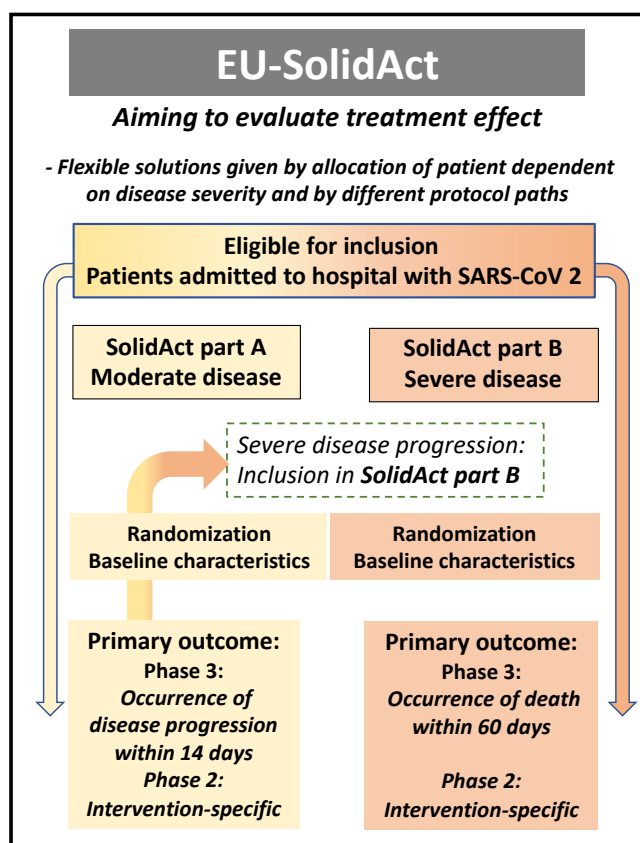 EU-SolidAct
Aiming to evaluate treatment effect
- Flexible solutions given by allocation of patient dependent
on disease severity and by different protocol paths
Eligible for inclusion
Patients admitted to hospital with SARS-CoV 2
SolidAct part A
Moderate disease
SolidAct part B
Severe disease
Severe disease progression:
Inclusion in SolidAct part B
Randomization
Baseline characteristics
Randomization
Baseline characteristics
Primary outcome:
Phase 3:
Occurrence of
disease progression
within 14 days
Phase 2:
Intervention-specific
Primary outcome:
Phase 3:
Occurrence of death
within 60 days
Phase 2:
Intervention-specific